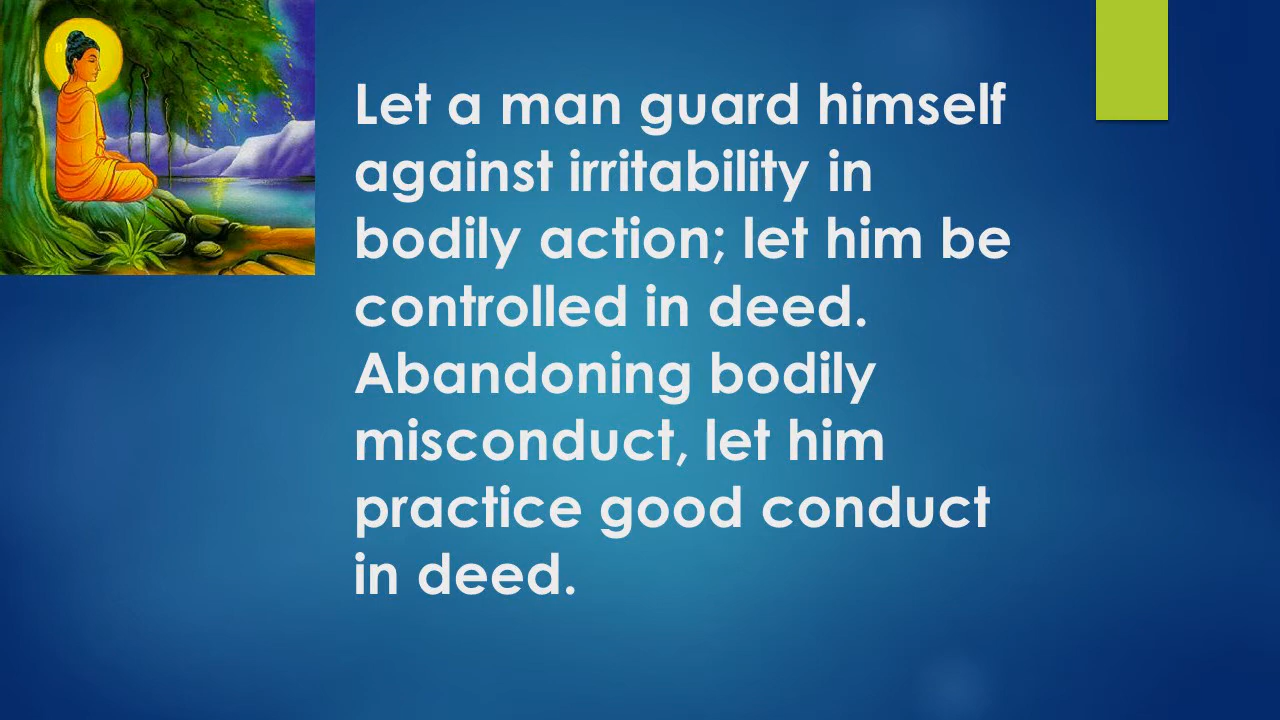 Let a man guard himself
against irritability in
bodily action; let him be
controlled in deed.
Abandoning bodily
misconduct, let him
practice good conduct
in deed.